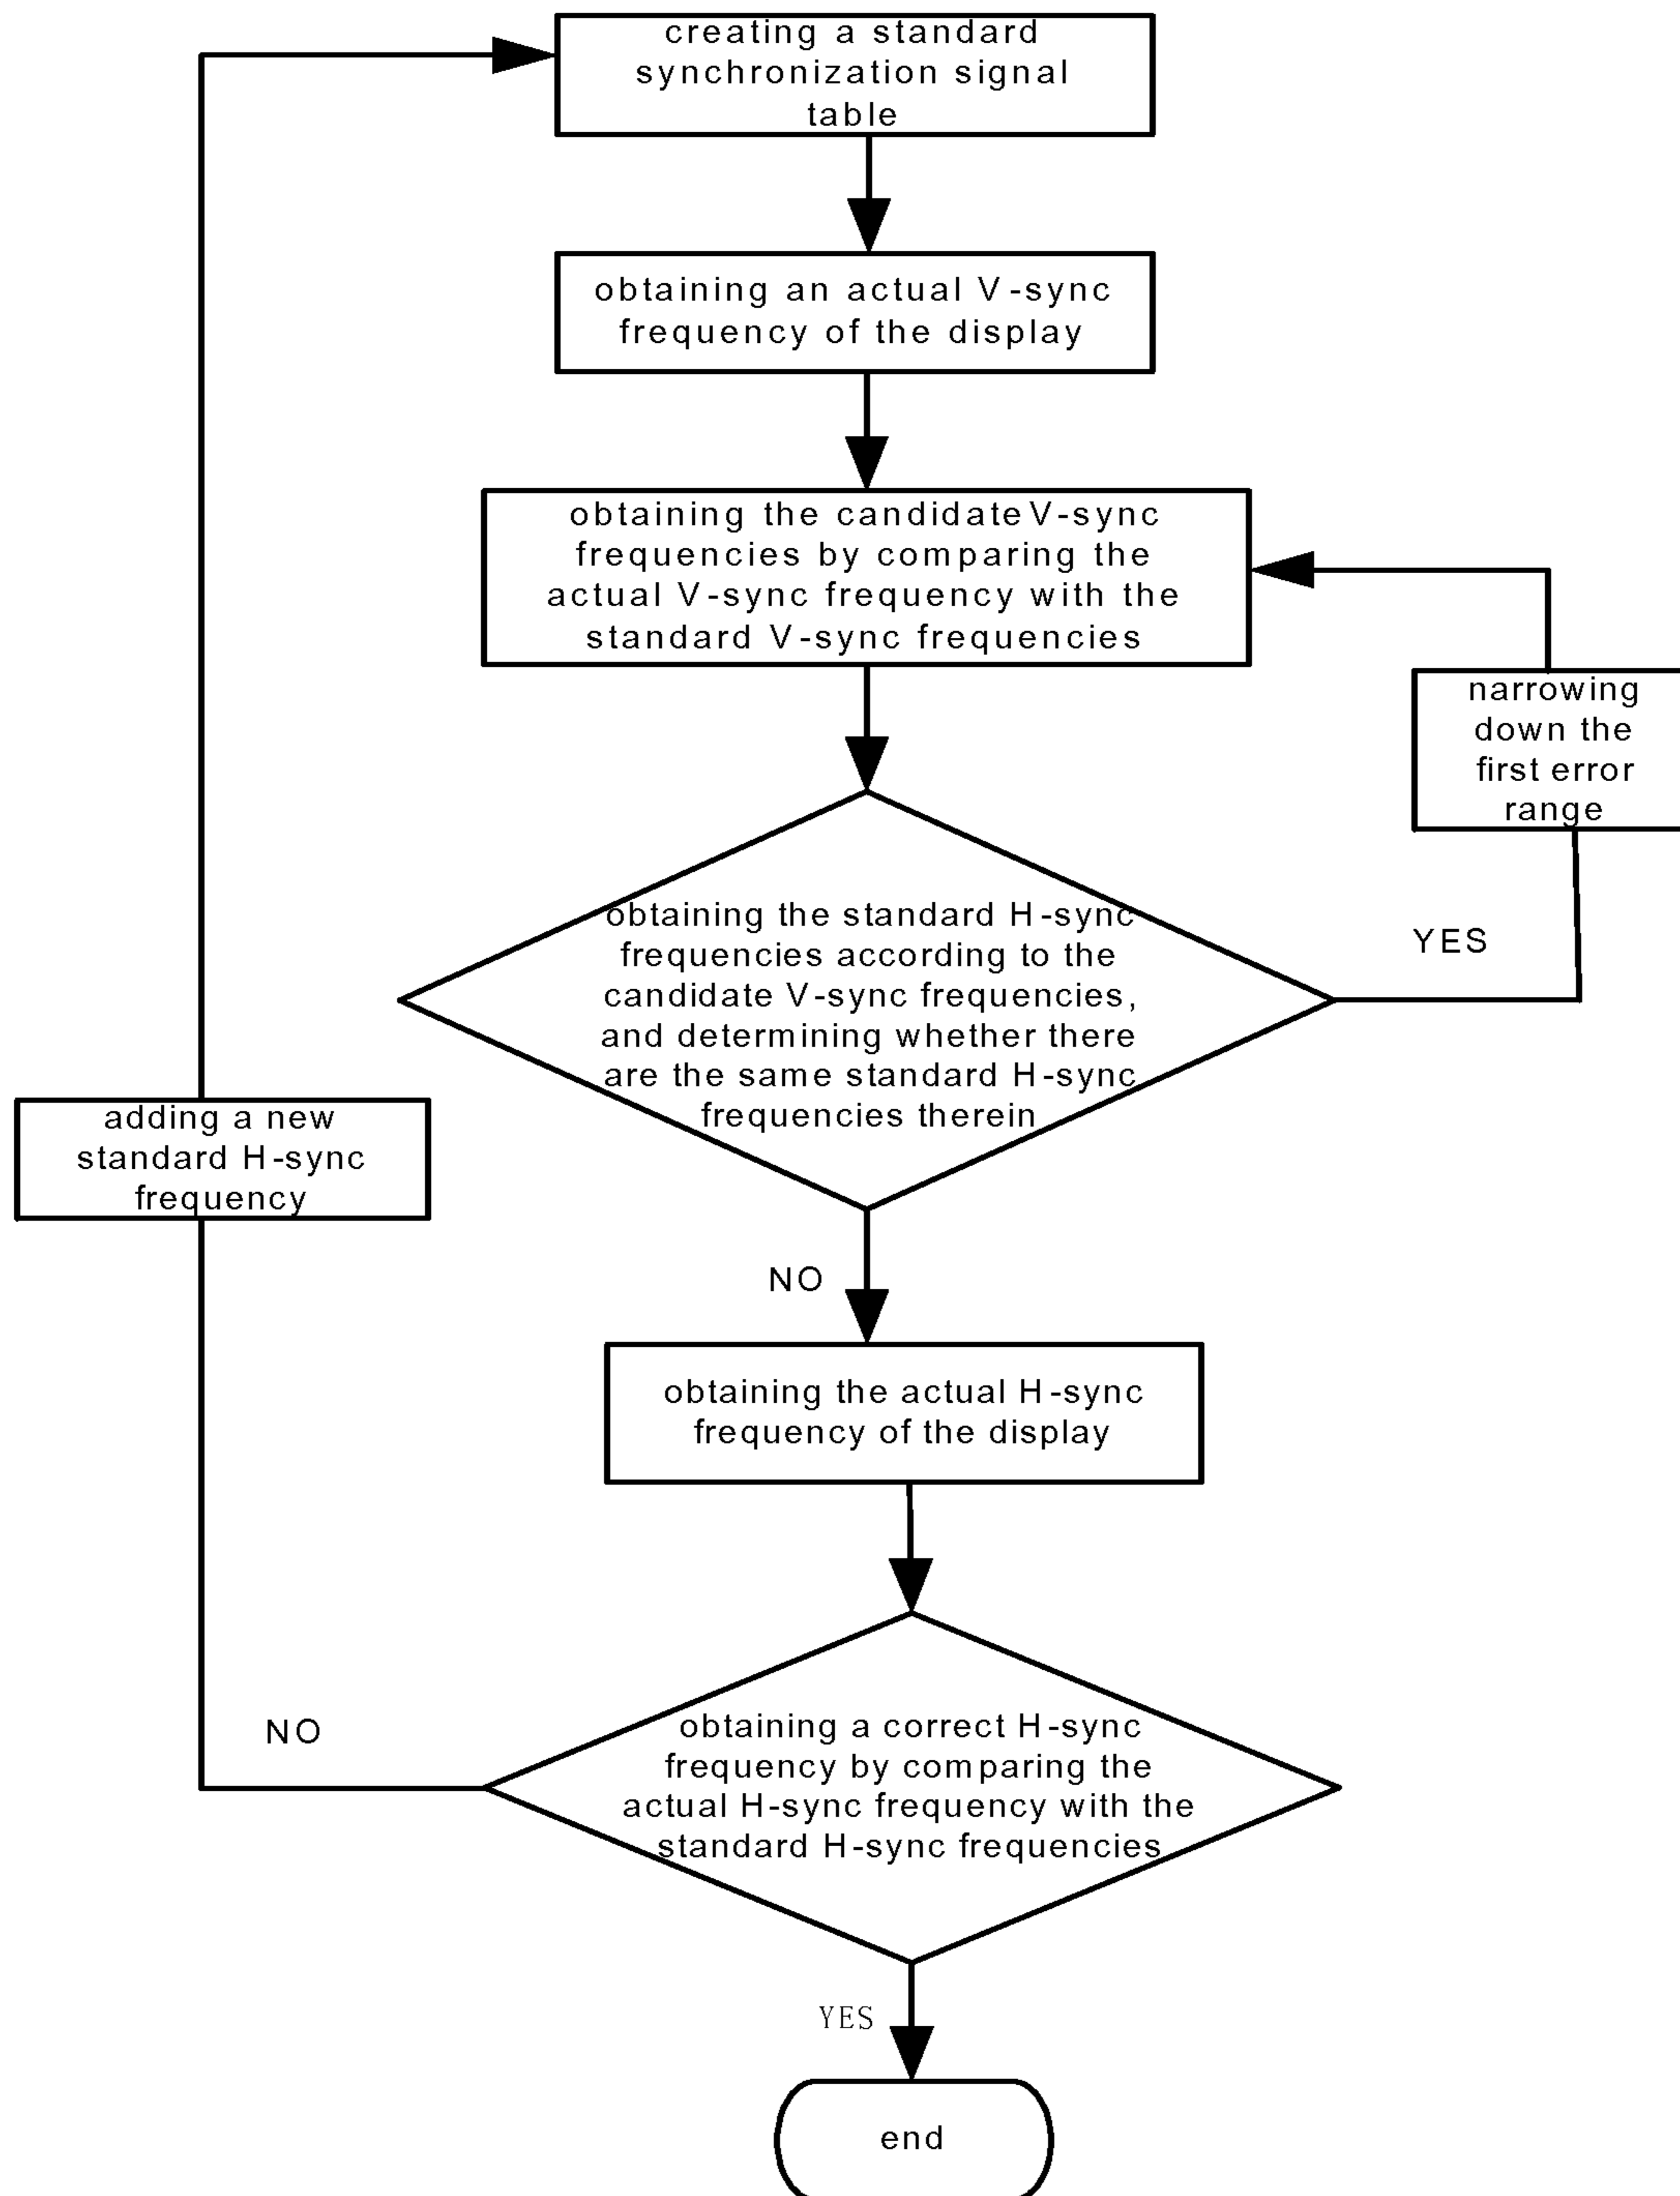 creating a standard
synchronization signal
table
obtaining an actual V-sync
frequency of the display
obtaining the candidate V-sync
frequencies by comparing the
actual V-sync frequency with the
standard V-sync frequencies
narrowing
down the
first error
range
obtaining the standard H-sync
frequencies according to the
candidate V-sync frequencies,
and determining whether there
are the same standard H-sync
frequencies therein
YES
adding a new
standard H-sync
frequency
NO
obtaining the actual H-sync
frequency of the display
obtaining a correct H-sync
frequency by comparing the
actual H-sync frequency with the
standard H-sync frequencies
NO
YES
end